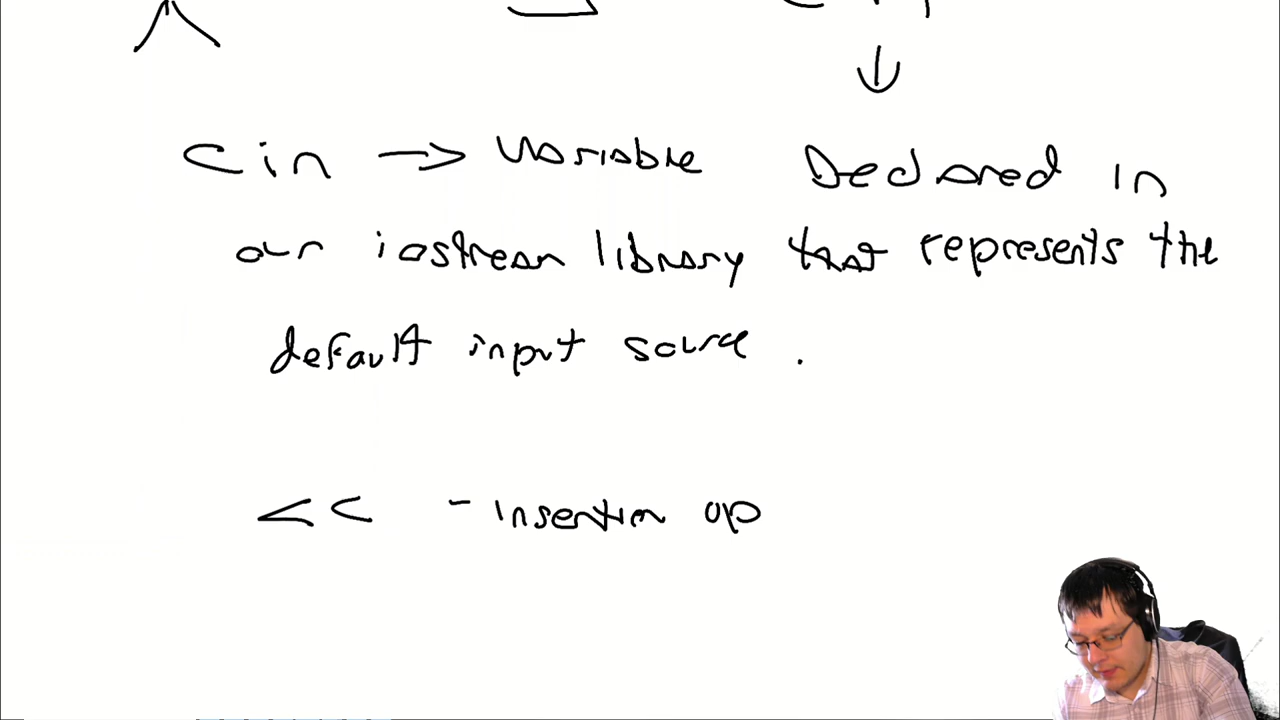 cin → variable Declared in
our iostream library that represents the
default input source .
<< - insertion op